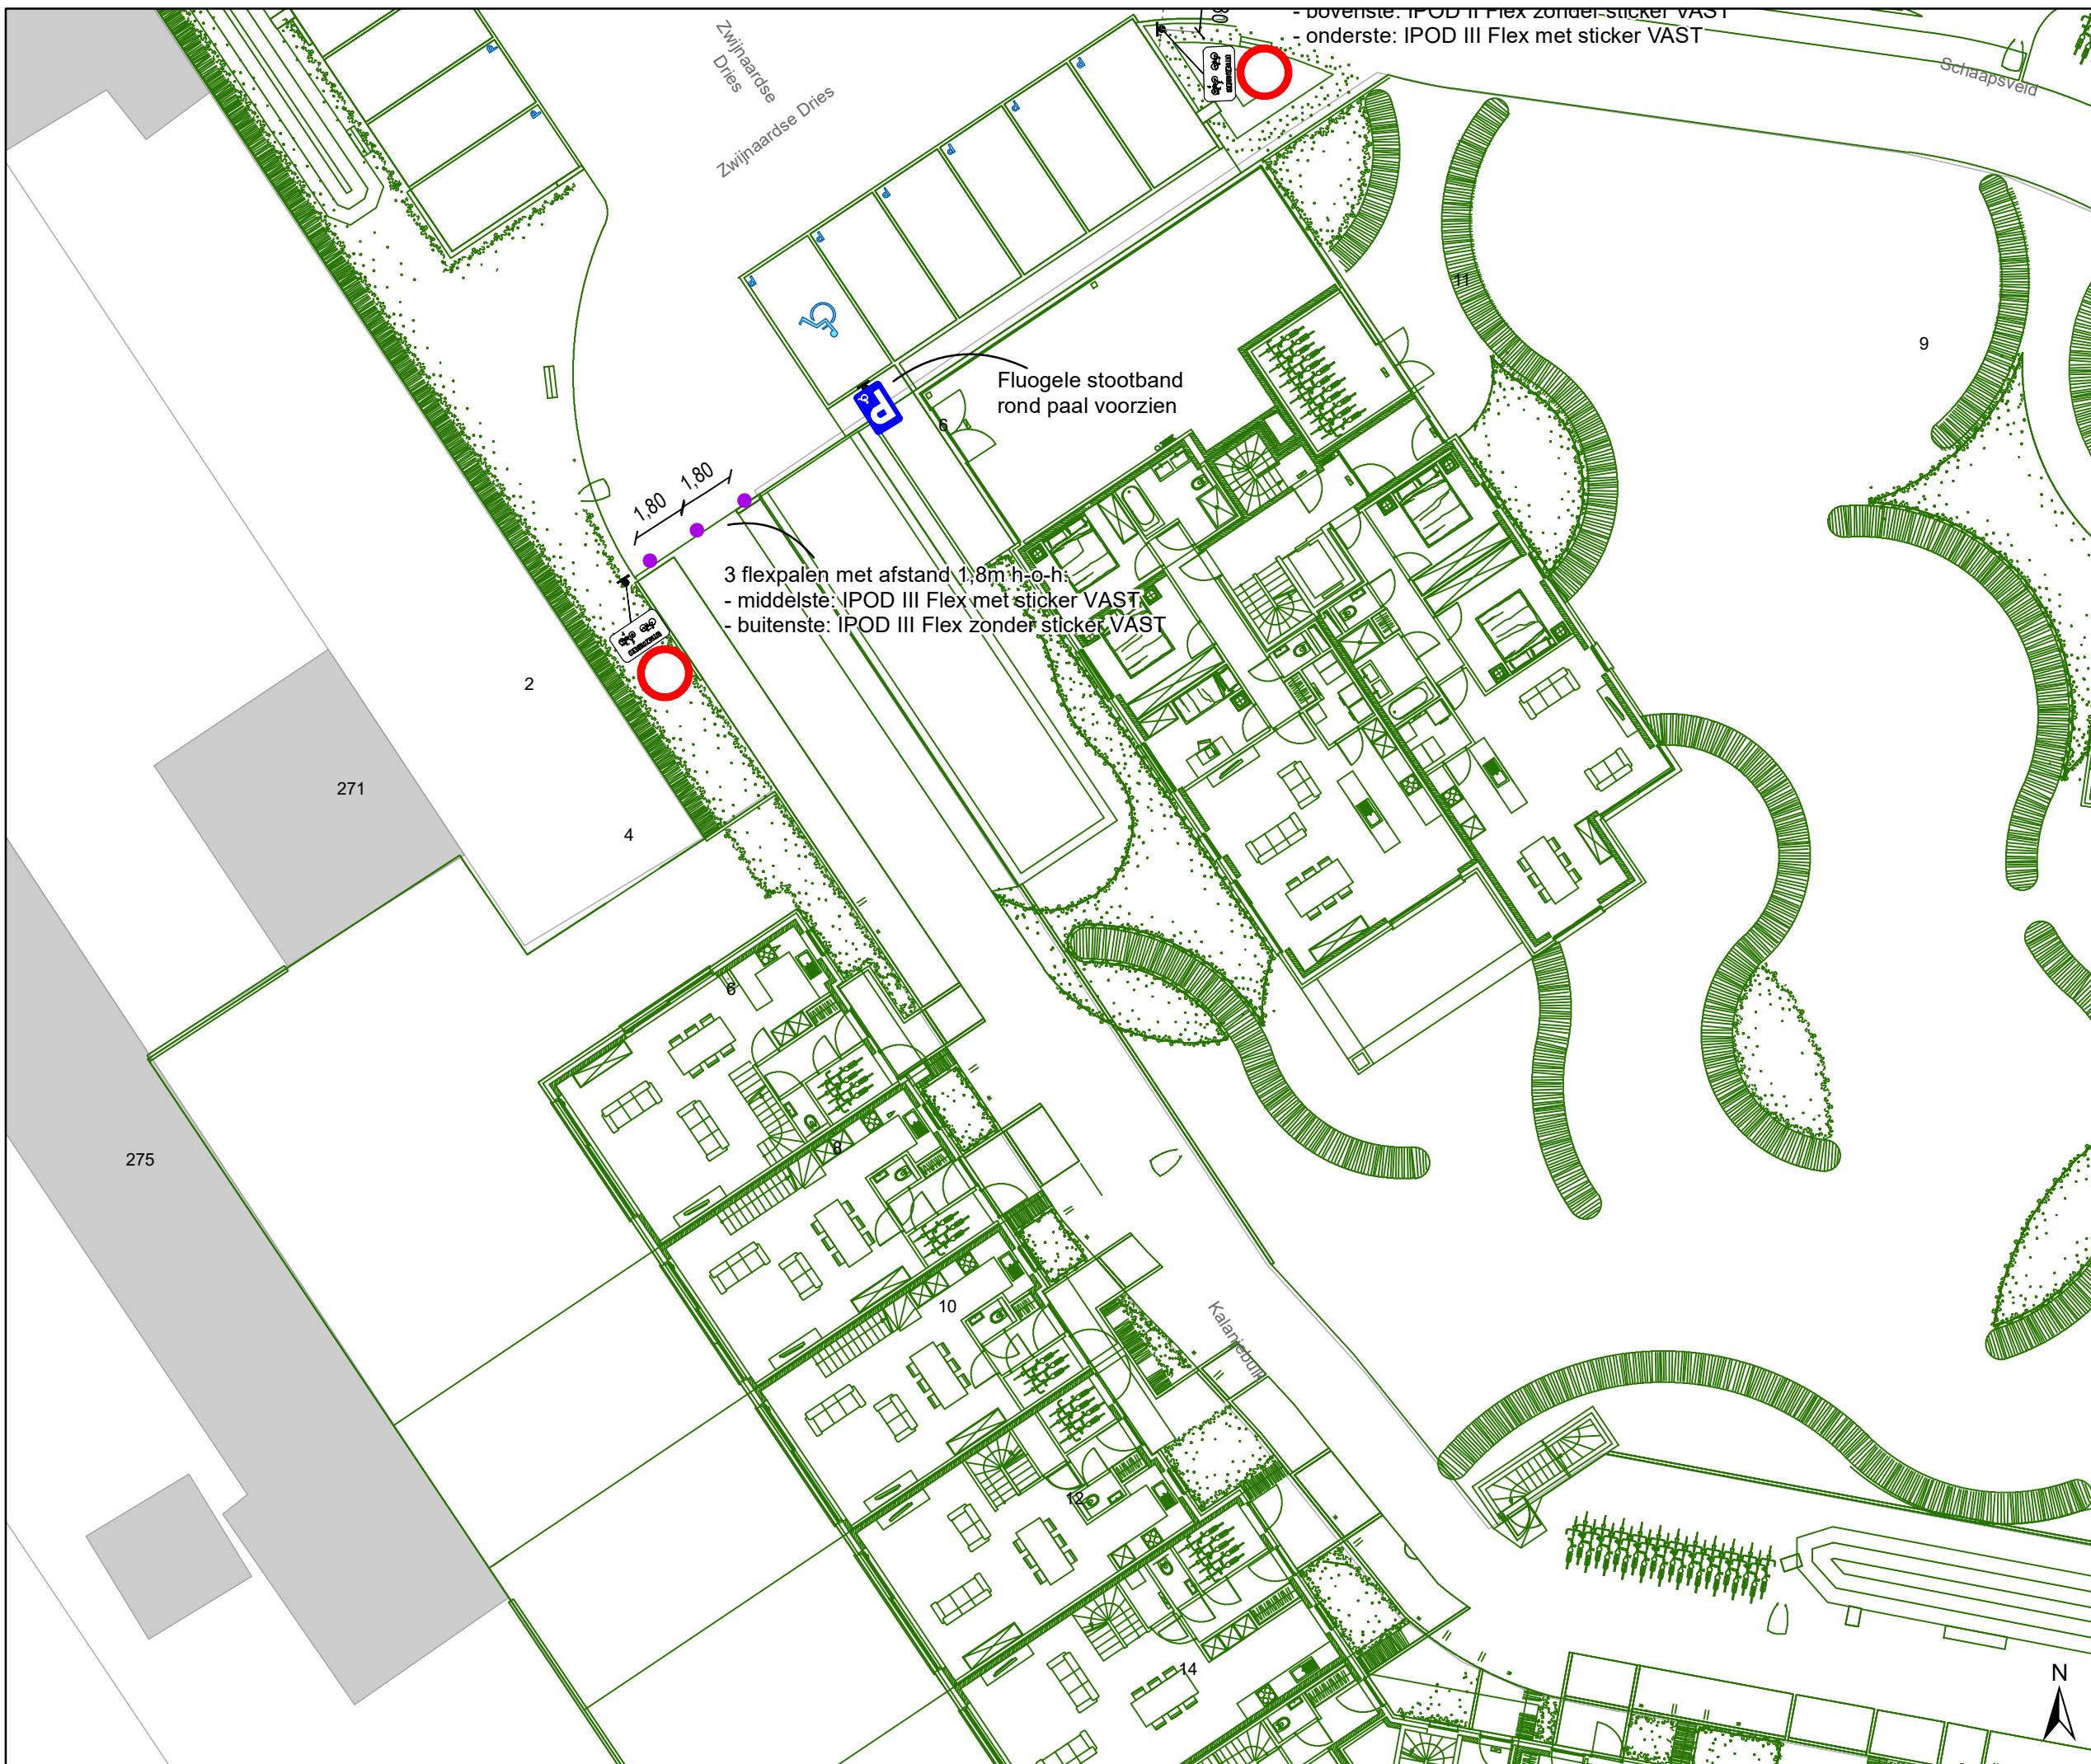 - bovenste: IPOD II Flex zonder sticker VAST
- onderste: IPOD III Flex met sticker VAST
Zwijnaardse
Dries
Zwijnaardse Dries
Schaapsveld
P
P
P
P
P
P
P
P
11
9
Fluogele stootband
rond paal voorzien
P
6
1,80
1,80
3 flexpalen met afstand 1,8m h-o-h:
- middelste: IPOD III Flex met sticker VAST
- buitenste: IPOD III Flex zonder sticker VAST
2
271
4
6
8
275
10
12
14
N